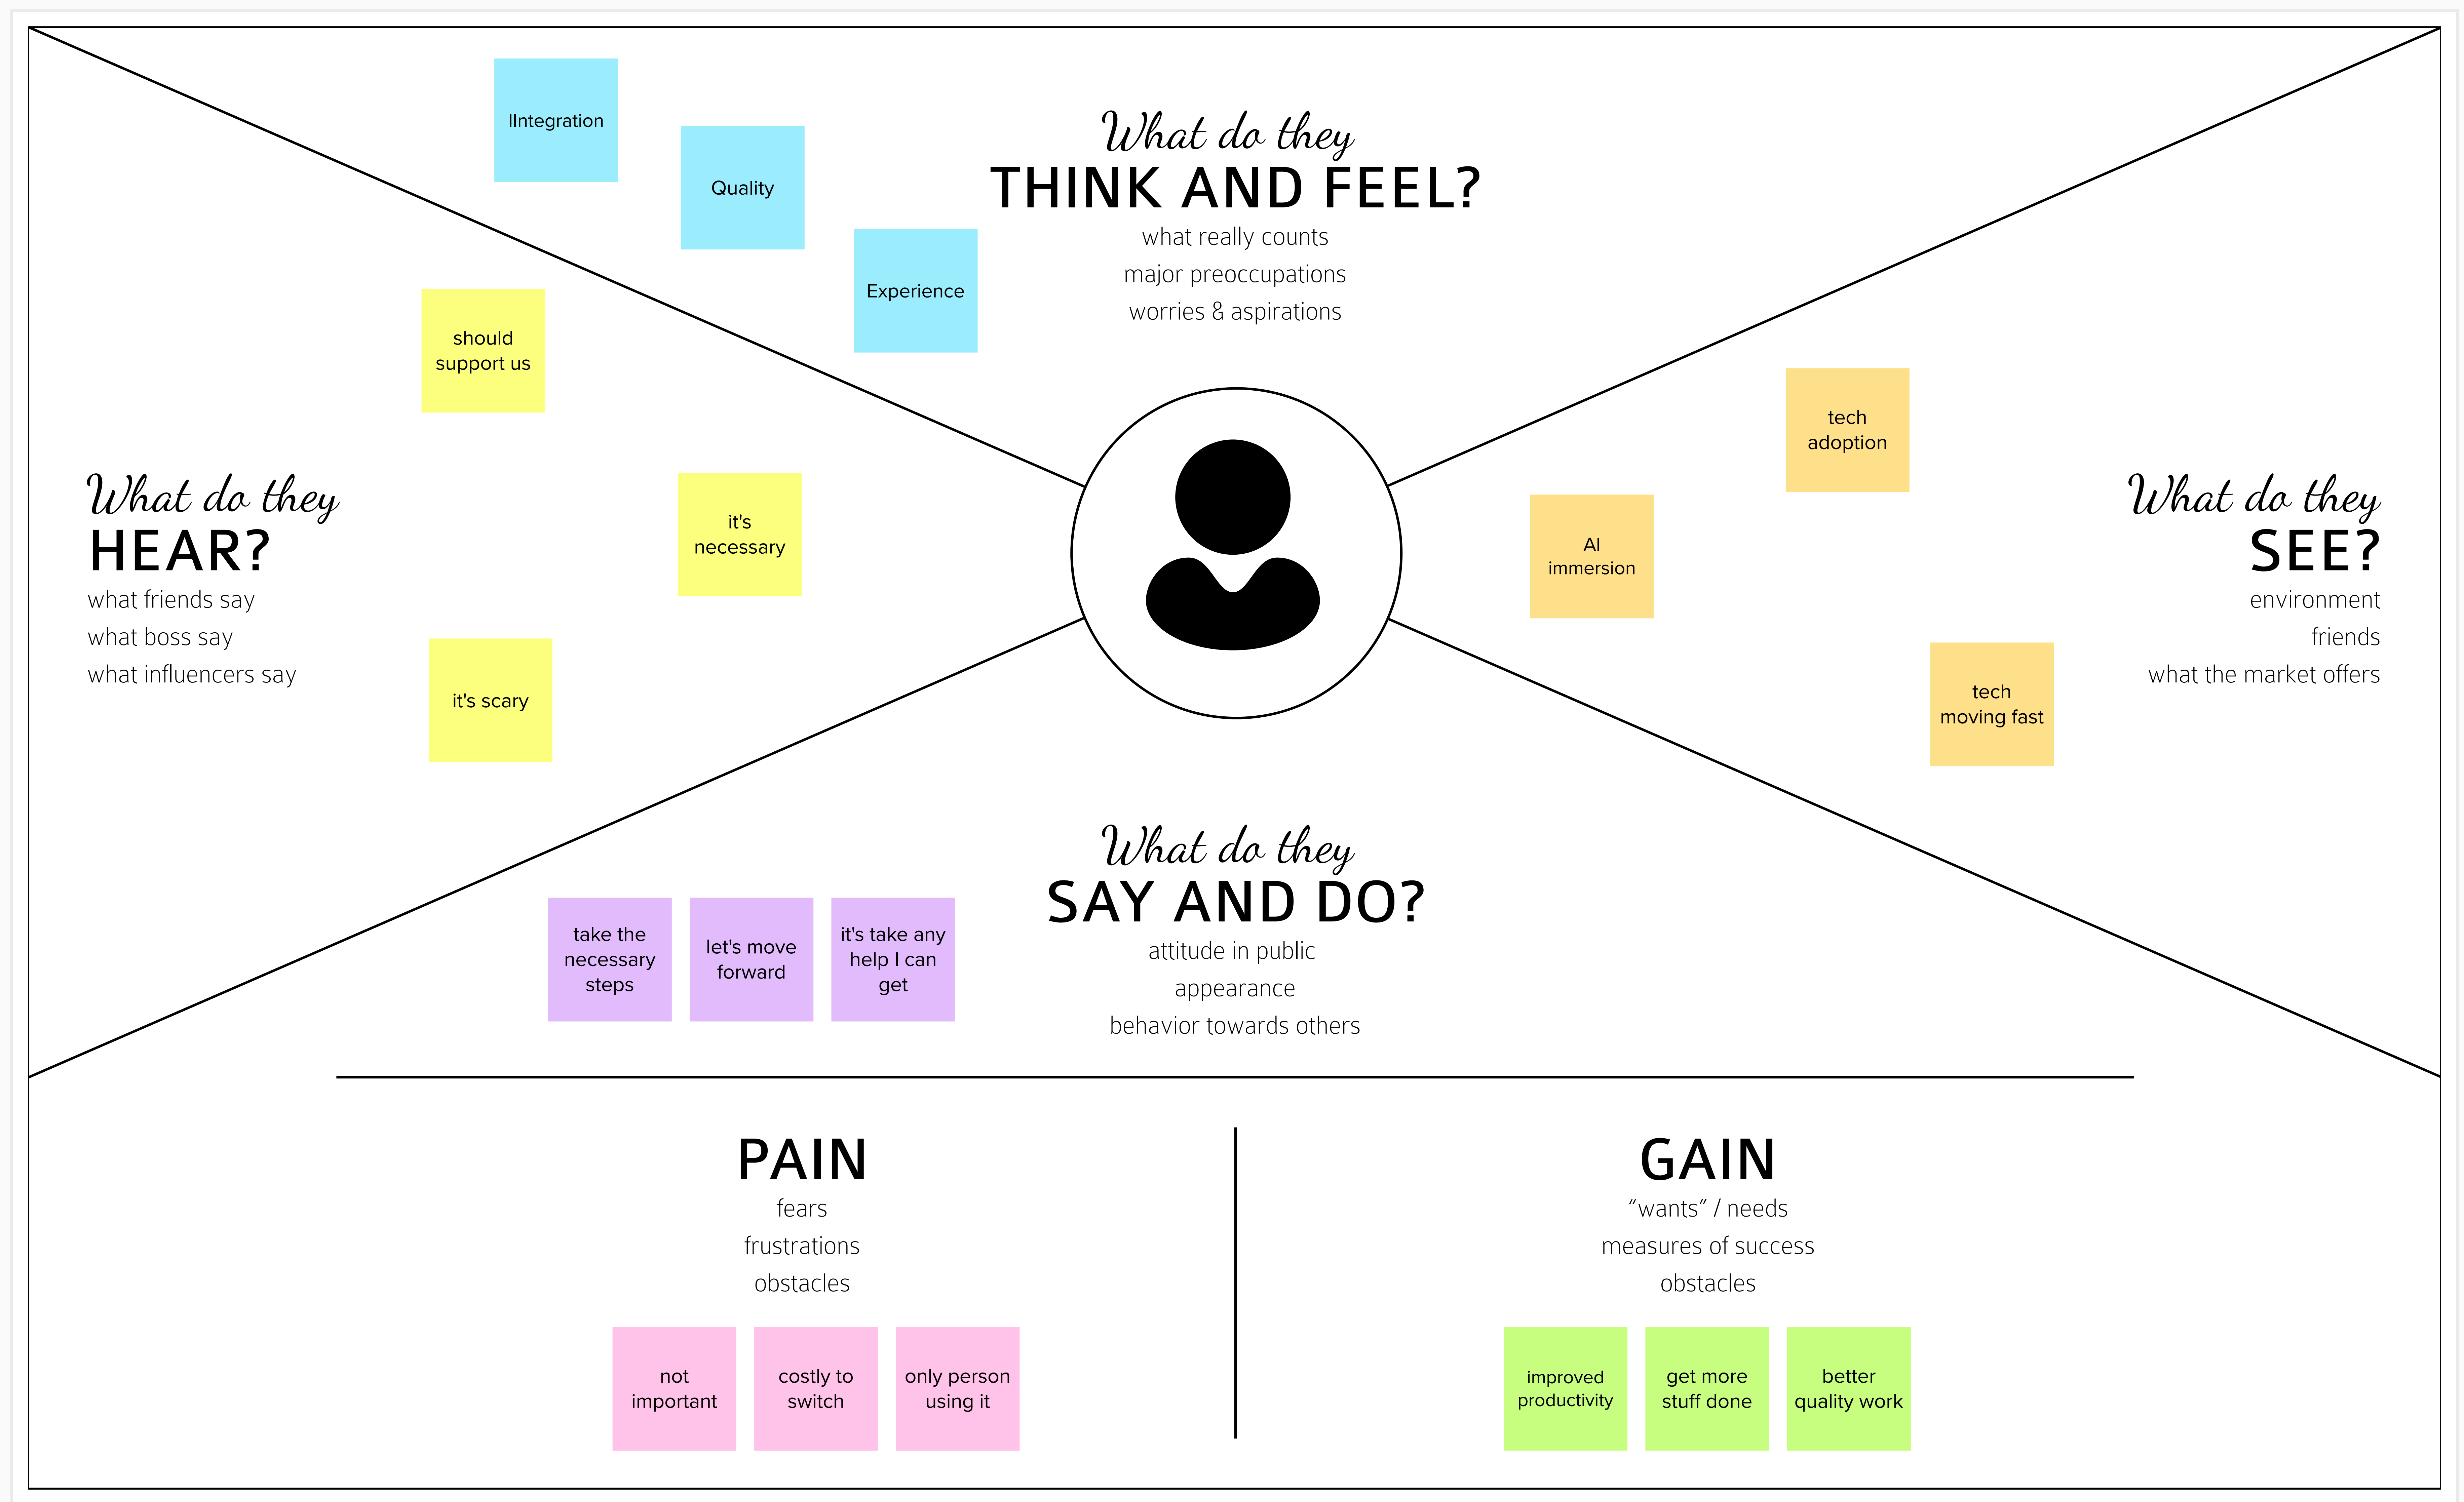 IIntegration
Quality
Experience
What do they
THINK AND FEEL?
what really counts
major preoccupations
worries & aspirations
What do they
HEAR?
what friends say
what boss say
what influencers say
should
support us
it's
necessary
it's scary
What do they
SEE?
environment
friends
what the market offers
tech
adoption
AI
immersion
tech
moving fast
What do they
SAY AND DO?
attitude in public
appearance
behavior towards others
take the
necessary
steps
let's move
forward
it's take any
help I can
get
PAIN
fears
frustrations
obstacles
not
important
costly to
switch
only person
using it
GAIN
“wants” / needs
measures of success
obstacles
improved
productivity
get more
stuff done
better
quality work